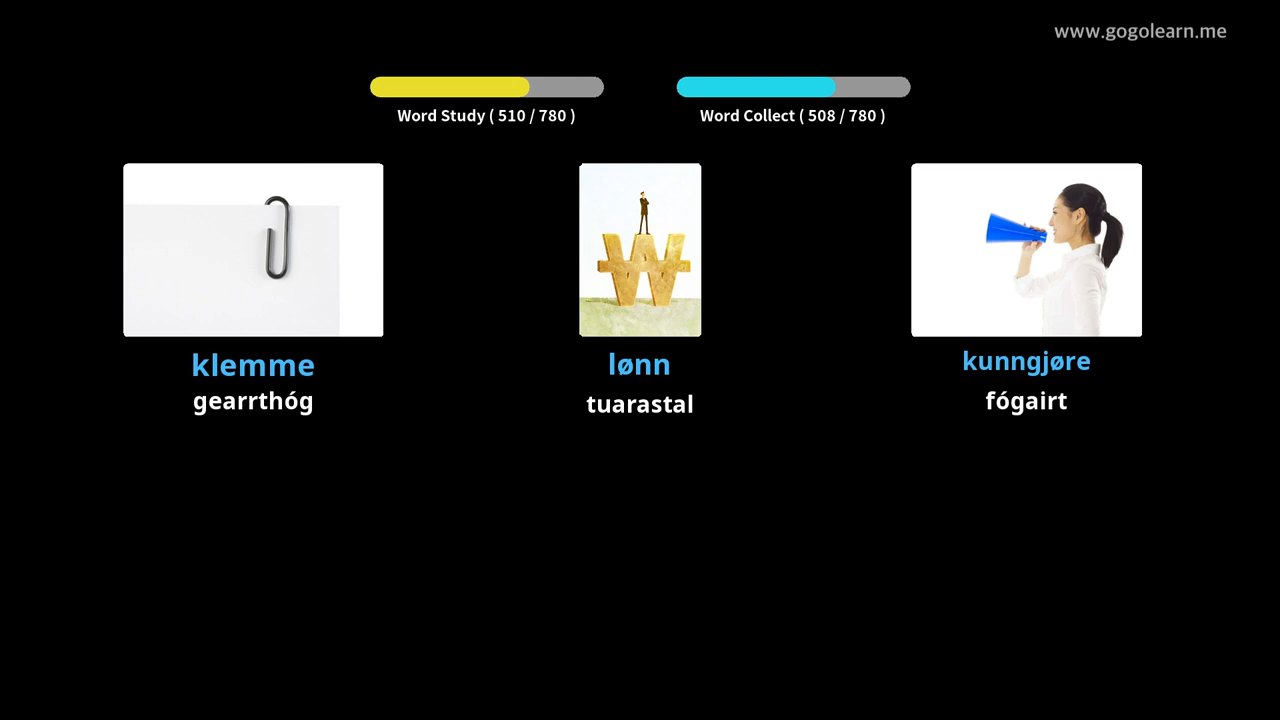 www.gogolearn.me
Word Study ( 510 / 780 )
Word Collect ( 508 / 780 )
klemme
gearrthóg
lønn
tuarastal
kunngjøre
fógairt